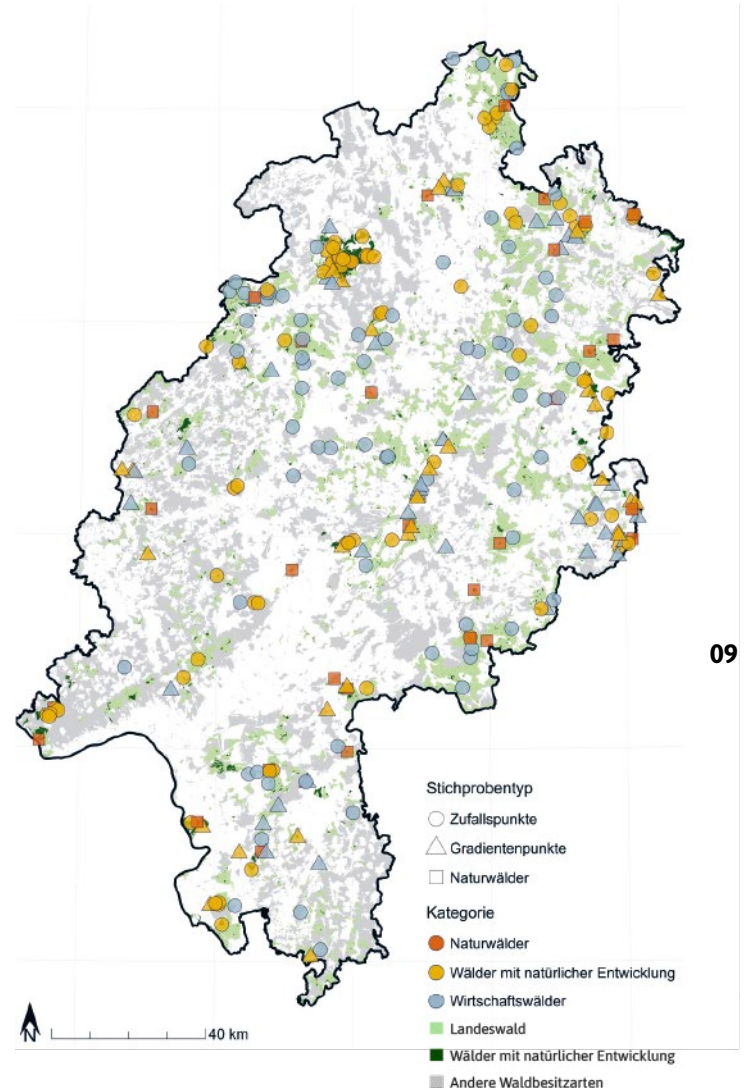 09
Stichprobentyp
Zufallspunkte
Gradientenpunkte
Naturwälder
Kategorie
Naturwälder
Wälder mit natürlicher Entwicklung
Wirtschaftswälder
Landeswald
Wälder mit natürlicher Entwicklung
Andere Waldbesitzarten
N
40 km